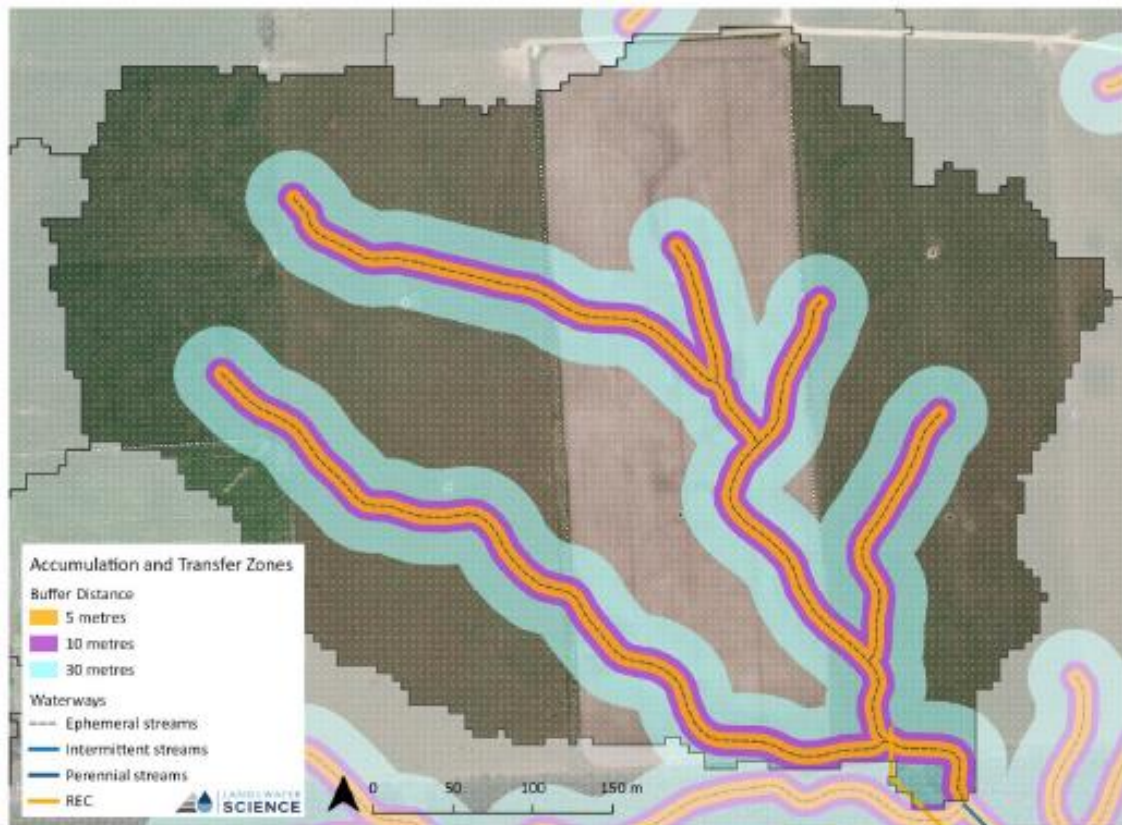 Accumulation and Transfer Zones
Buffer Distance
5 metres
10 metres
30 metres
Waterways
Ephemeral streams
Intermittent streams
Perennial streams
REC
LAND & WATER
SCIENCE
0 50 100 150 m